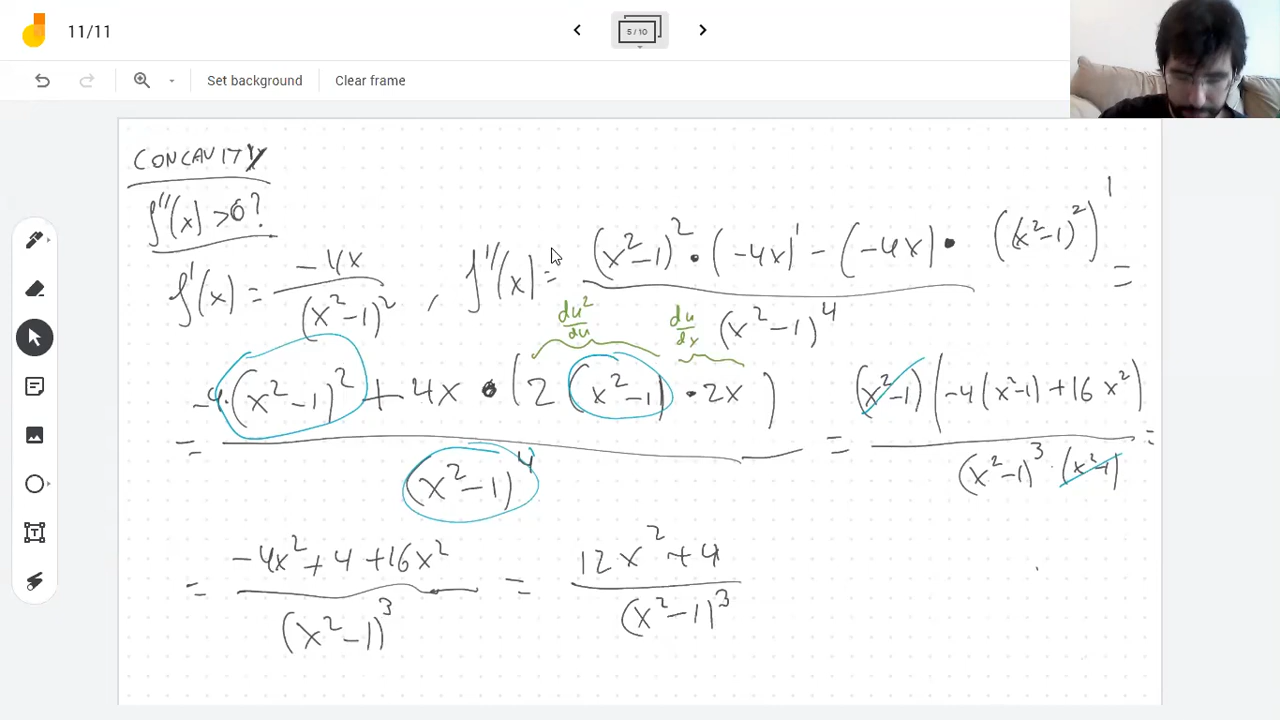 11/11
5 / 10
Set background
Clear frame
CONCAVITY
f''(x) > 0?
f'(x) = -4x / (x²-1)² , f''(x) = (x²-1)² • (-4x)' - (-4x) • ((x²-1)²)' / (x²-1)⁴ =
du²/du du/dx
= -4·(x²-1)² + 4x • (2 (x²-1) • 2x) / (x²-1)⁴ = (x²-1)(-4(x²-1) + 16x²) / (x²-1)³ · (x²-1) =
= -4x² + 4 + 16x² / (x²-1)³ = 12x² + 4 / (x²-1)³